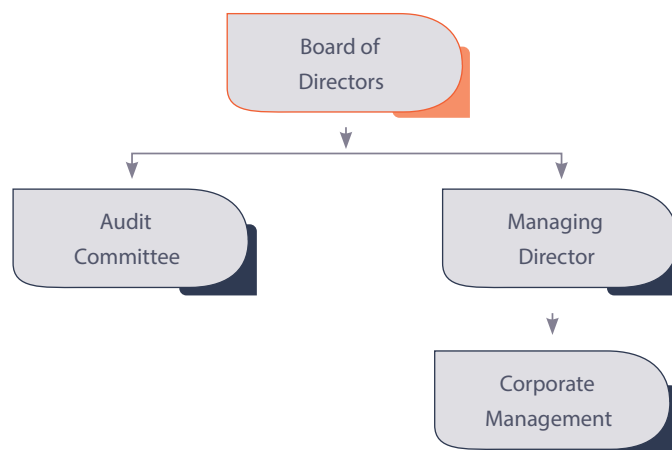 Board of
Directors
Audit
Committee
Managing
Director
Corporate
Management